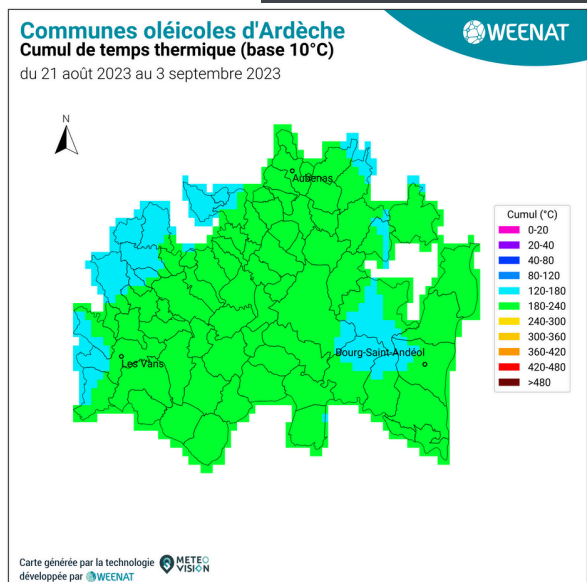 Communes oléicoles d'Ardèche
Cumul de temps thermique (base 10°C)
du 21 août 2023 au 3 septembre 2023
WEENAT
N
Aubenas
Cumul (°C)
0-20
20-40
40-80
80-120
120-180
180-240
240-300
300-360
360-420
420-480
>480
Bourg-Saint-Andéol
Les Vans
Carte générée par la technologie METEO VISION
développée par WEENAT